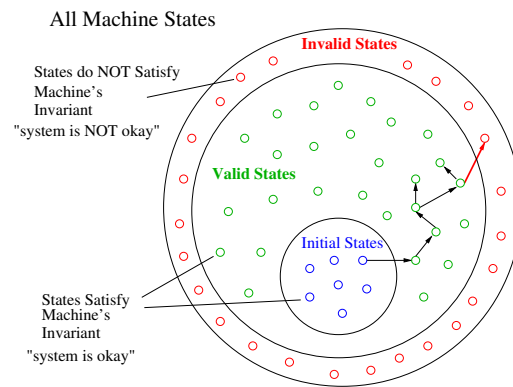 All Machine States
Invalid States
States do NOT Satisfy
Machine's
Invariant
"system is NOT okay"
Valid States
Initial States
States Satisfy
Machine's
Invariant
"system is okay"